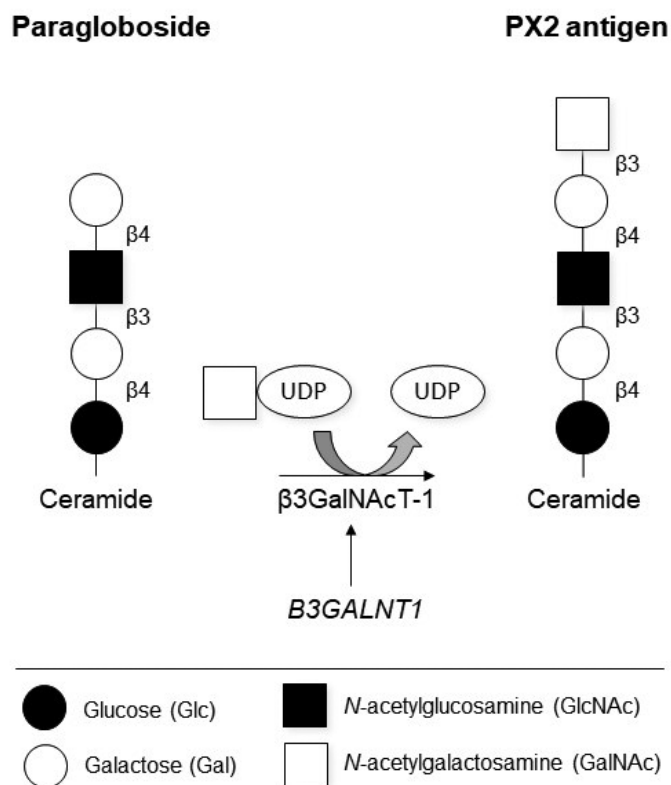 Paragloboside
PX2 antigen
β4
β3
β4
Ceramide
UDP
UDP
β3GalNAcT-1
B3GALNT1
β3
β4
β3
β4
Ceramide
Glucose (Glc)
N-acetylglucosamine (GlcNAc)
Galactose (Gal)
N-acetylgalactosamine (GalNAc)